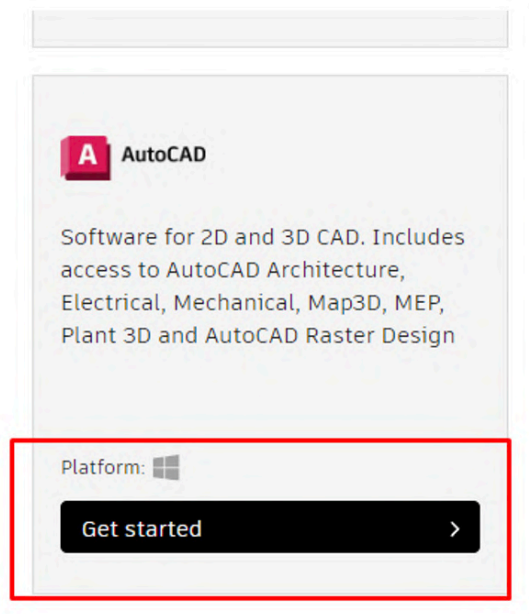 A AutoCAD
Software for 2D and 3D CAD. Includes
access to AutoCAD Architecture,
Electrical, Mechanical, Map3D, MEP,
Plant 3D and AutoCAD Raster Design
Platform:
Get started